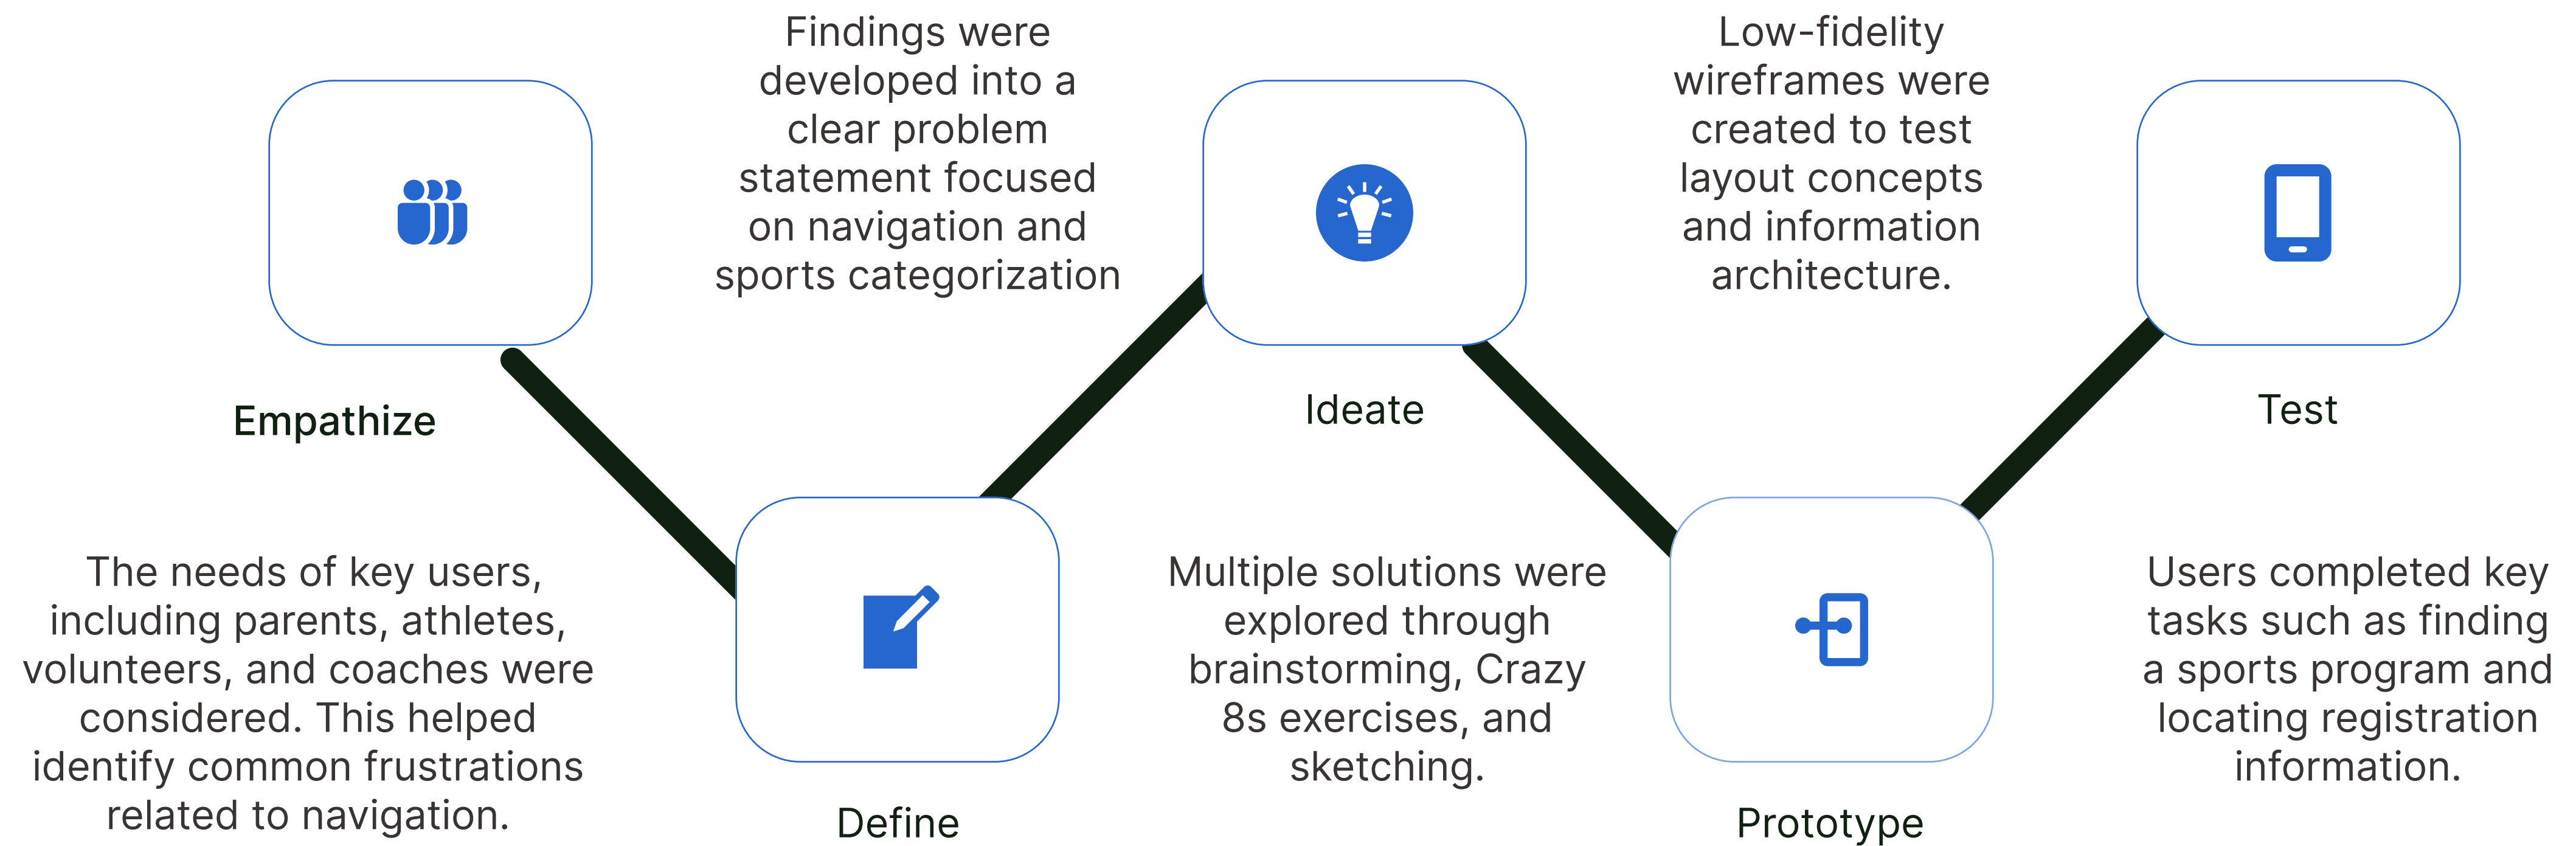 Empathize
The needs of key users,
including parents, athletes,
volunteers, and coaches were
considered. This helped
identify common frustrations
related to navigation.
Findings were
developed into a
clear problem
statement focused
on navigation and
sports categorization
Define
Ideate
Multiple solutions were
explored through
brainstorming, Crazy
8s exercises, and
sketching.
Low-fidelity
wireframes were
created to test
layout concepts
and information
architecture.
Prototype
Test
Users completed key
tasks such as finding
a sports program and
locating registration
information.